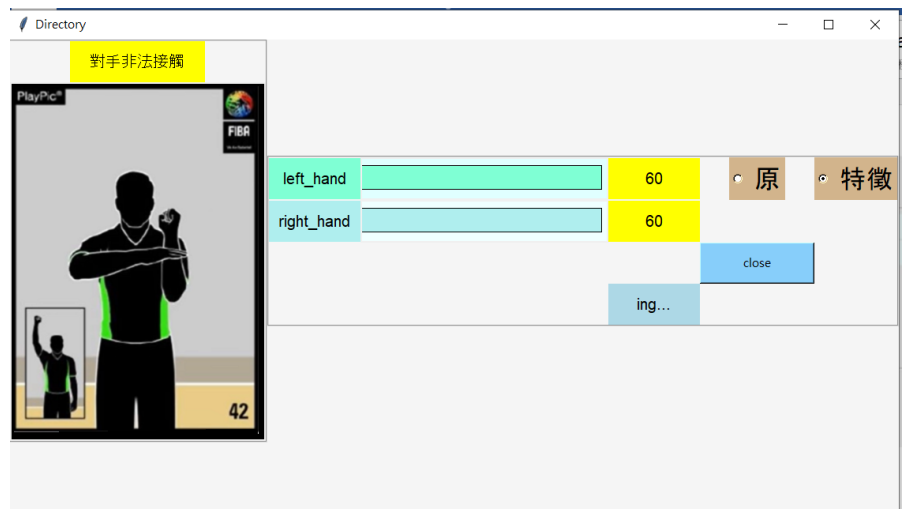 Directory
對手非法接觸
PlayPic®
FIBA
left_hand 60 原 特徵
right_hand 60
close
ing...
42